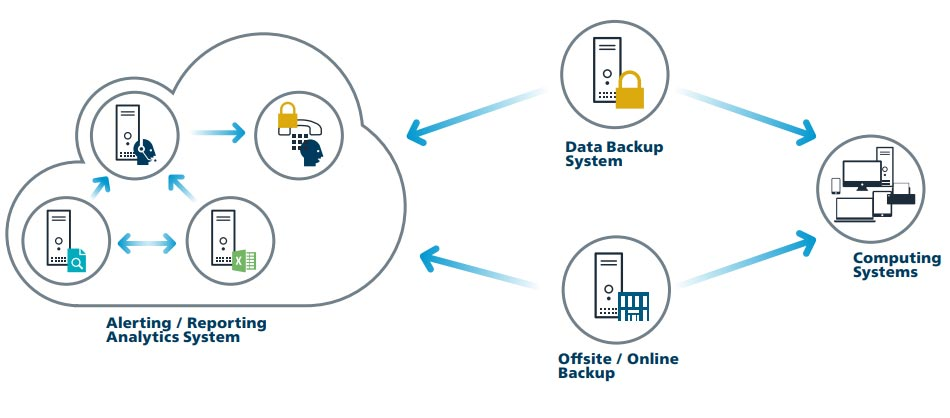 Data Backup
System
Computing
Systems
Alerting / Reporting
Analytics System
Offsite / Online
Backup
X